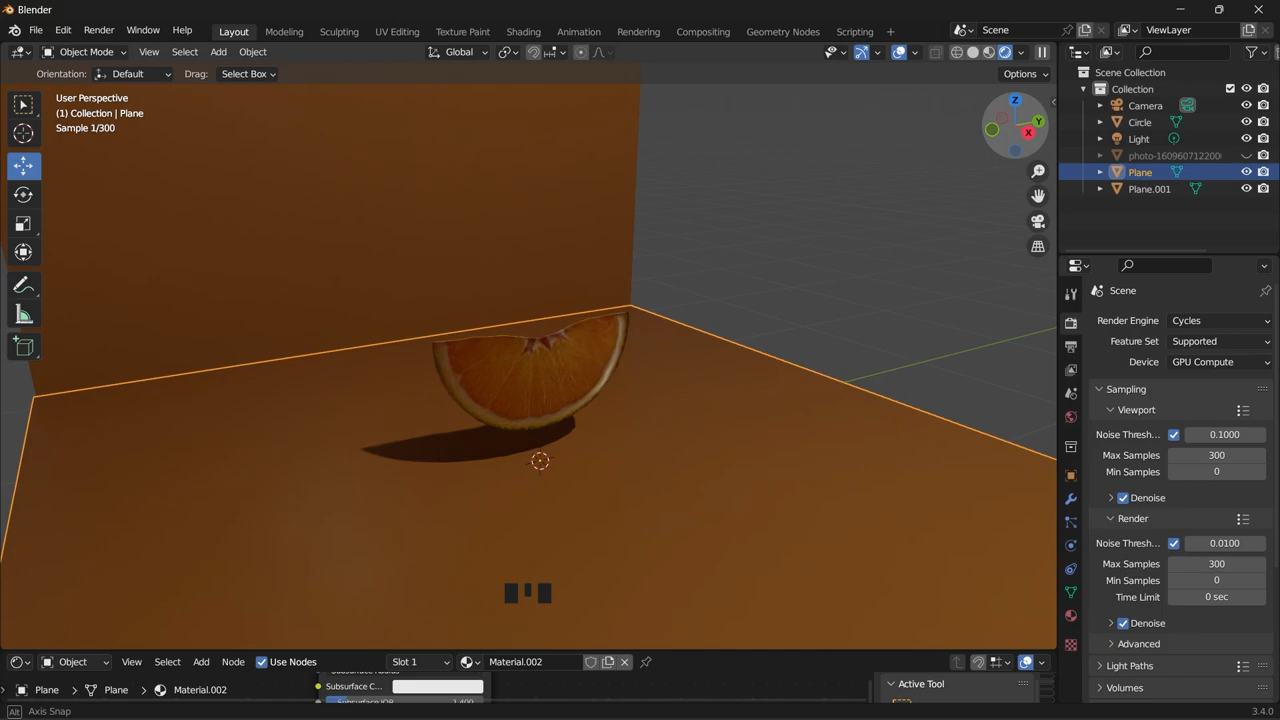 Blender
File Edit Render Window Help Layout Modeling Sculpting UV Editing Texture Paint Shading Animation Rendering Compositing Geometry Nodes Scripting + Scene ViewLayer
Object Mode View Select Add Object Global
Orientation: Default Drag: Select Box Options
User Perspective
(1) Collection | Plane
Sample 1/300
Z
Y
X
Scene Collection
Collection
Camera
Circle
Light
photo-160960712200
Plane
Plane.001
Scene
Render Engine Cycles
Feature Set Supported
Device GPU Compute
Sampling
Viewport
Noise Thresh... 0.1000
Max Samples 300
Min Samples 0
Denoise
Render
Noise Thresh... 0.0100
Max Samples 300
Min Samples 0
Time Limit 0 sec
Denoise
Advanced
Light Paths
Volumes
Object View Select Add Node Use Nodes Slot 1 Material.002
Plane Plane Material.002
Subsurface C...
Active Tool
Alt Axis Snap 3.4.0